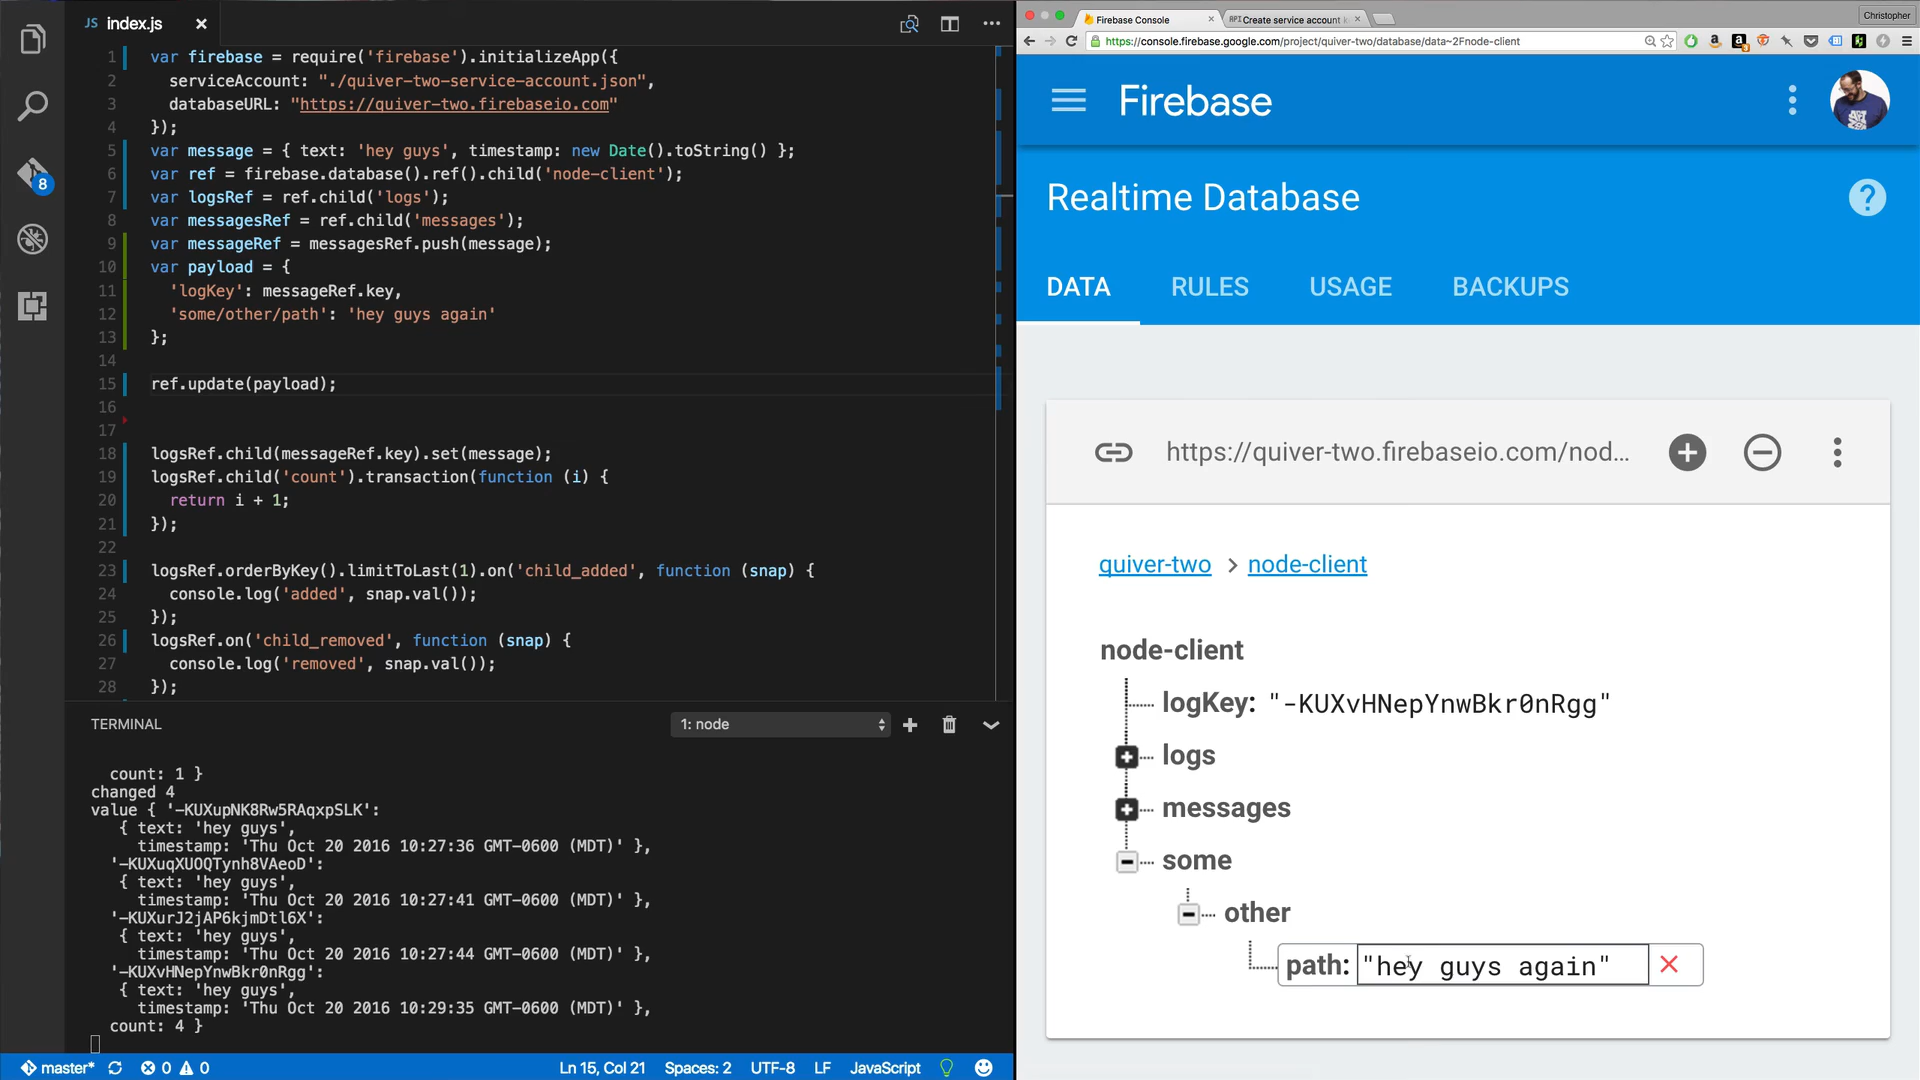 JS index.js
1 var firebase = require('firebase').initializeApp({
2 serviceAccount: "./quiver-two-service-account.json",
3 databaseURL: "https://quiver-two.firebaseio.com"
4 });
5 var message = { text: 'hey guys', timestamp: new Date().toString() };
6 var ref = firebase.database().ref().child('node-client');
7 var logsRef = ref.child('logs');
8 var messagesRef = ref.child('messages');
9 var messageRef = messagesRef.push(message);
10 var payload = {
11 'logKey': messageRef.key,
12 'some/other/path': 'hey guys again'
13 };
14
15 ref.update(payload);
16
17
18 logsRef.child(messageRef.key).set(message);
19 logsRef.child('count').transaction(function (i) {
20 return i + 1;
21 });
22
23 logsRef.orderByKey().limitToLast(1).on('child_added', function (snap) {
24 console.log('added', snap.val());
25 });
26 logsRef.on('child_removed', function (snap) {
27 console.log('removed', snap.val());
28 });
8
TERMINAL
1: node
count: 1 }
changed 4
value { '-KUXupNK8Rw5RAqxpSLK':
{ text: 'hey guys',
timestamp: 'Thu Oct 20 2016 10:27:36 GMT-0600 (MDT)' },
'-KUXuqXUOQTynh8VAeoD':
{ text: 'hey guys',
timestamp: 'Thu Oct 20 2016 10:27:41 GMT-0600 (MDT)' },
'-KUXurJ2jAP6kjmDtl6X':
{ text: 'hey guys',
timestamp: 'Thu Oct 20 2016 10:27:44 GMT-0600 (MDT)' },
'-KUXvHNepYnwBkr0nRgg':
{ text: 'hey guys',
timestamp: 'Thu Oct 20 2016 10:29:35 GMT-0600 (MDT)' },
count: 4 }
master* 0 0
Ln 15, Col 21 Spaces: 2 UTF-8 LF JavaScript
Firebase Console
API Create service account
Christopher
https://console.firebase.google.com/project/quiver-two/database/data~2Fnode-client
Firebase
Realtime Database
?
DATA RULES USAGE BACKUPS
https://quiver-two.firebaseio.com/nod...
quiver-two > node-client
node-client
logKey: "-KUXvHNepYnwBkr0nRgg"
logs
messages
some
other
path: "hey guys again"